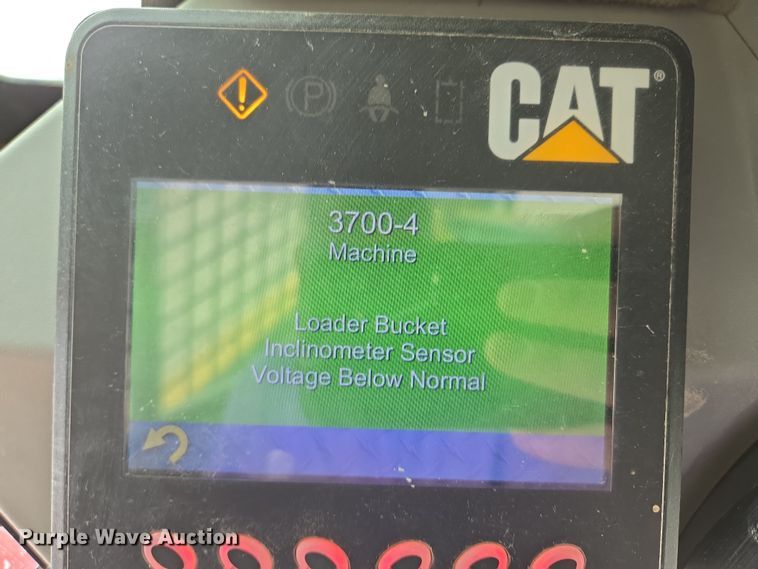 P
CAT®
3700-4
Machine
Loader Bucket
Inclinometer Sensor
Voltage Below Normal
Purple Wave Auction